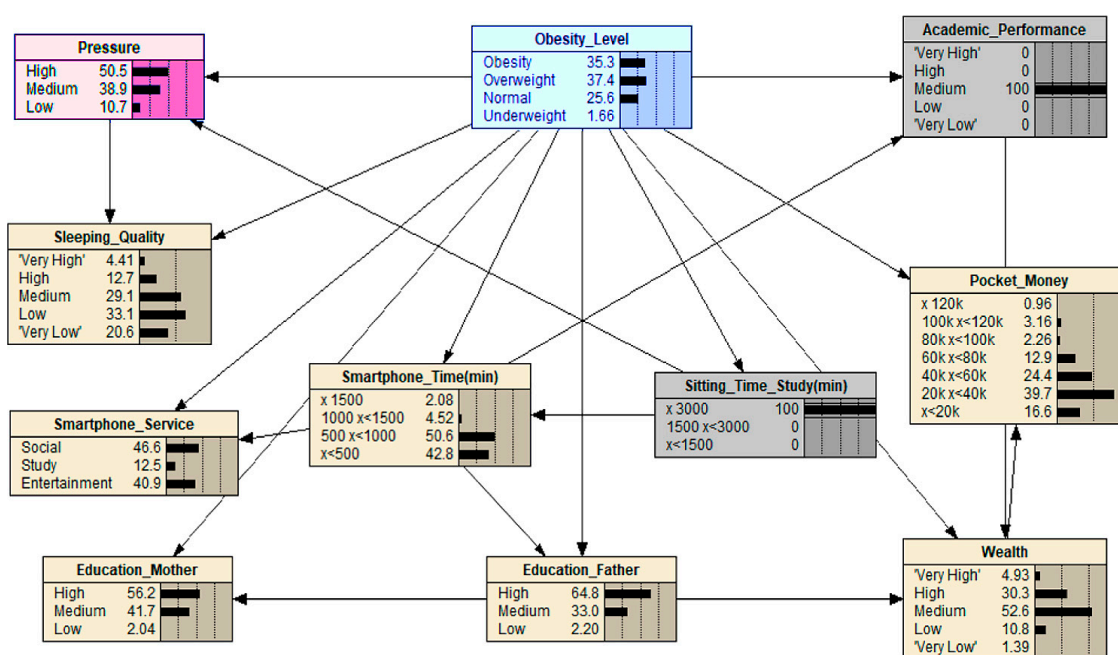 Pressure
High 50.5
Medium 38.9
Low 10.7
Obesity_Level
Obesity 35.3
Overweight 37.4
Normal 25.6
Underweight 1.66
Academic_Performance
'Very High' 0
High 0
Medium 100
Low 0
'Very Low' 0
Sleeping_Quality
'Very High' 4.41
High 12.7
Medium 29.1
Low 33.1
'Very Low' 20.6
Pocket_Money
x 120k 0.96
100k x<120k 3.16
80k x<100k 2.26
60k x<80k 12.9
40k x<60k 24.4
20k x<40k 39.7
x<20k 16.6
Smartphone_Time(min)
x 1500 2.08
1000 x<1500 4.52
500 x<1000 50.6
x<500 42.8
Sitting_Time_Study(min)
x 3000 100
1500 x<3000 0
x<1500 0
Smartphone_Service
Social 46.6
Study 12.5
Entertainment 40.9
Education_Mother
High 56.2
Medium 41.7
Low 2.04
Education_Father
High 64.8
Medium 33.0
Low 2.20
Wealth
'Very High' 4.93
High 30.3
Medium 52.6
Low 10.8
'Very Low' 1.39